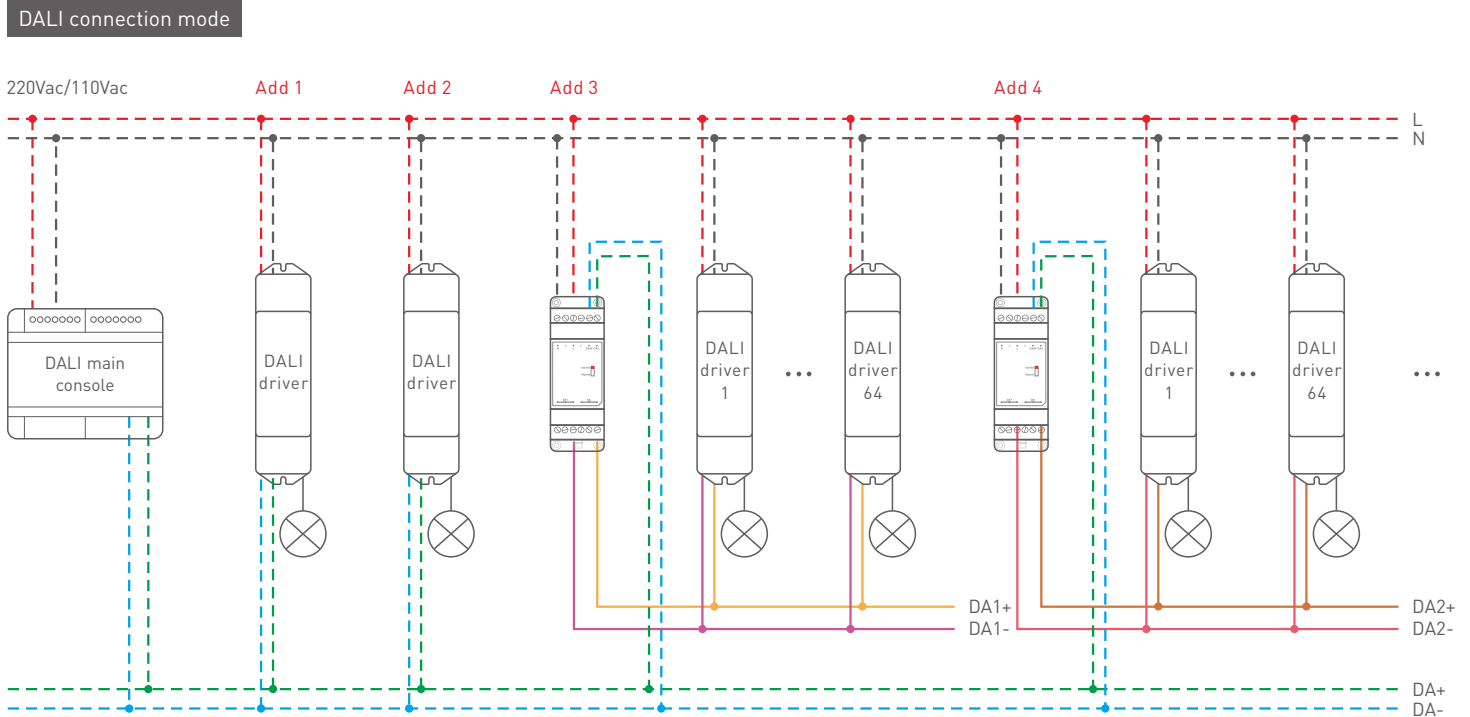 DALI connection mode
220Vac/110Vac
Add 1
Add 2
Add 3
Add 4
L
N
DALI main
console
DALI
driver
DALI
driver
DALI
driver
1
...
DALI
driver
64
DALI
driver
1
...
DALI
driver
64
...
DA1+
DA1-
DA2+
DA2-
DA+
DA-